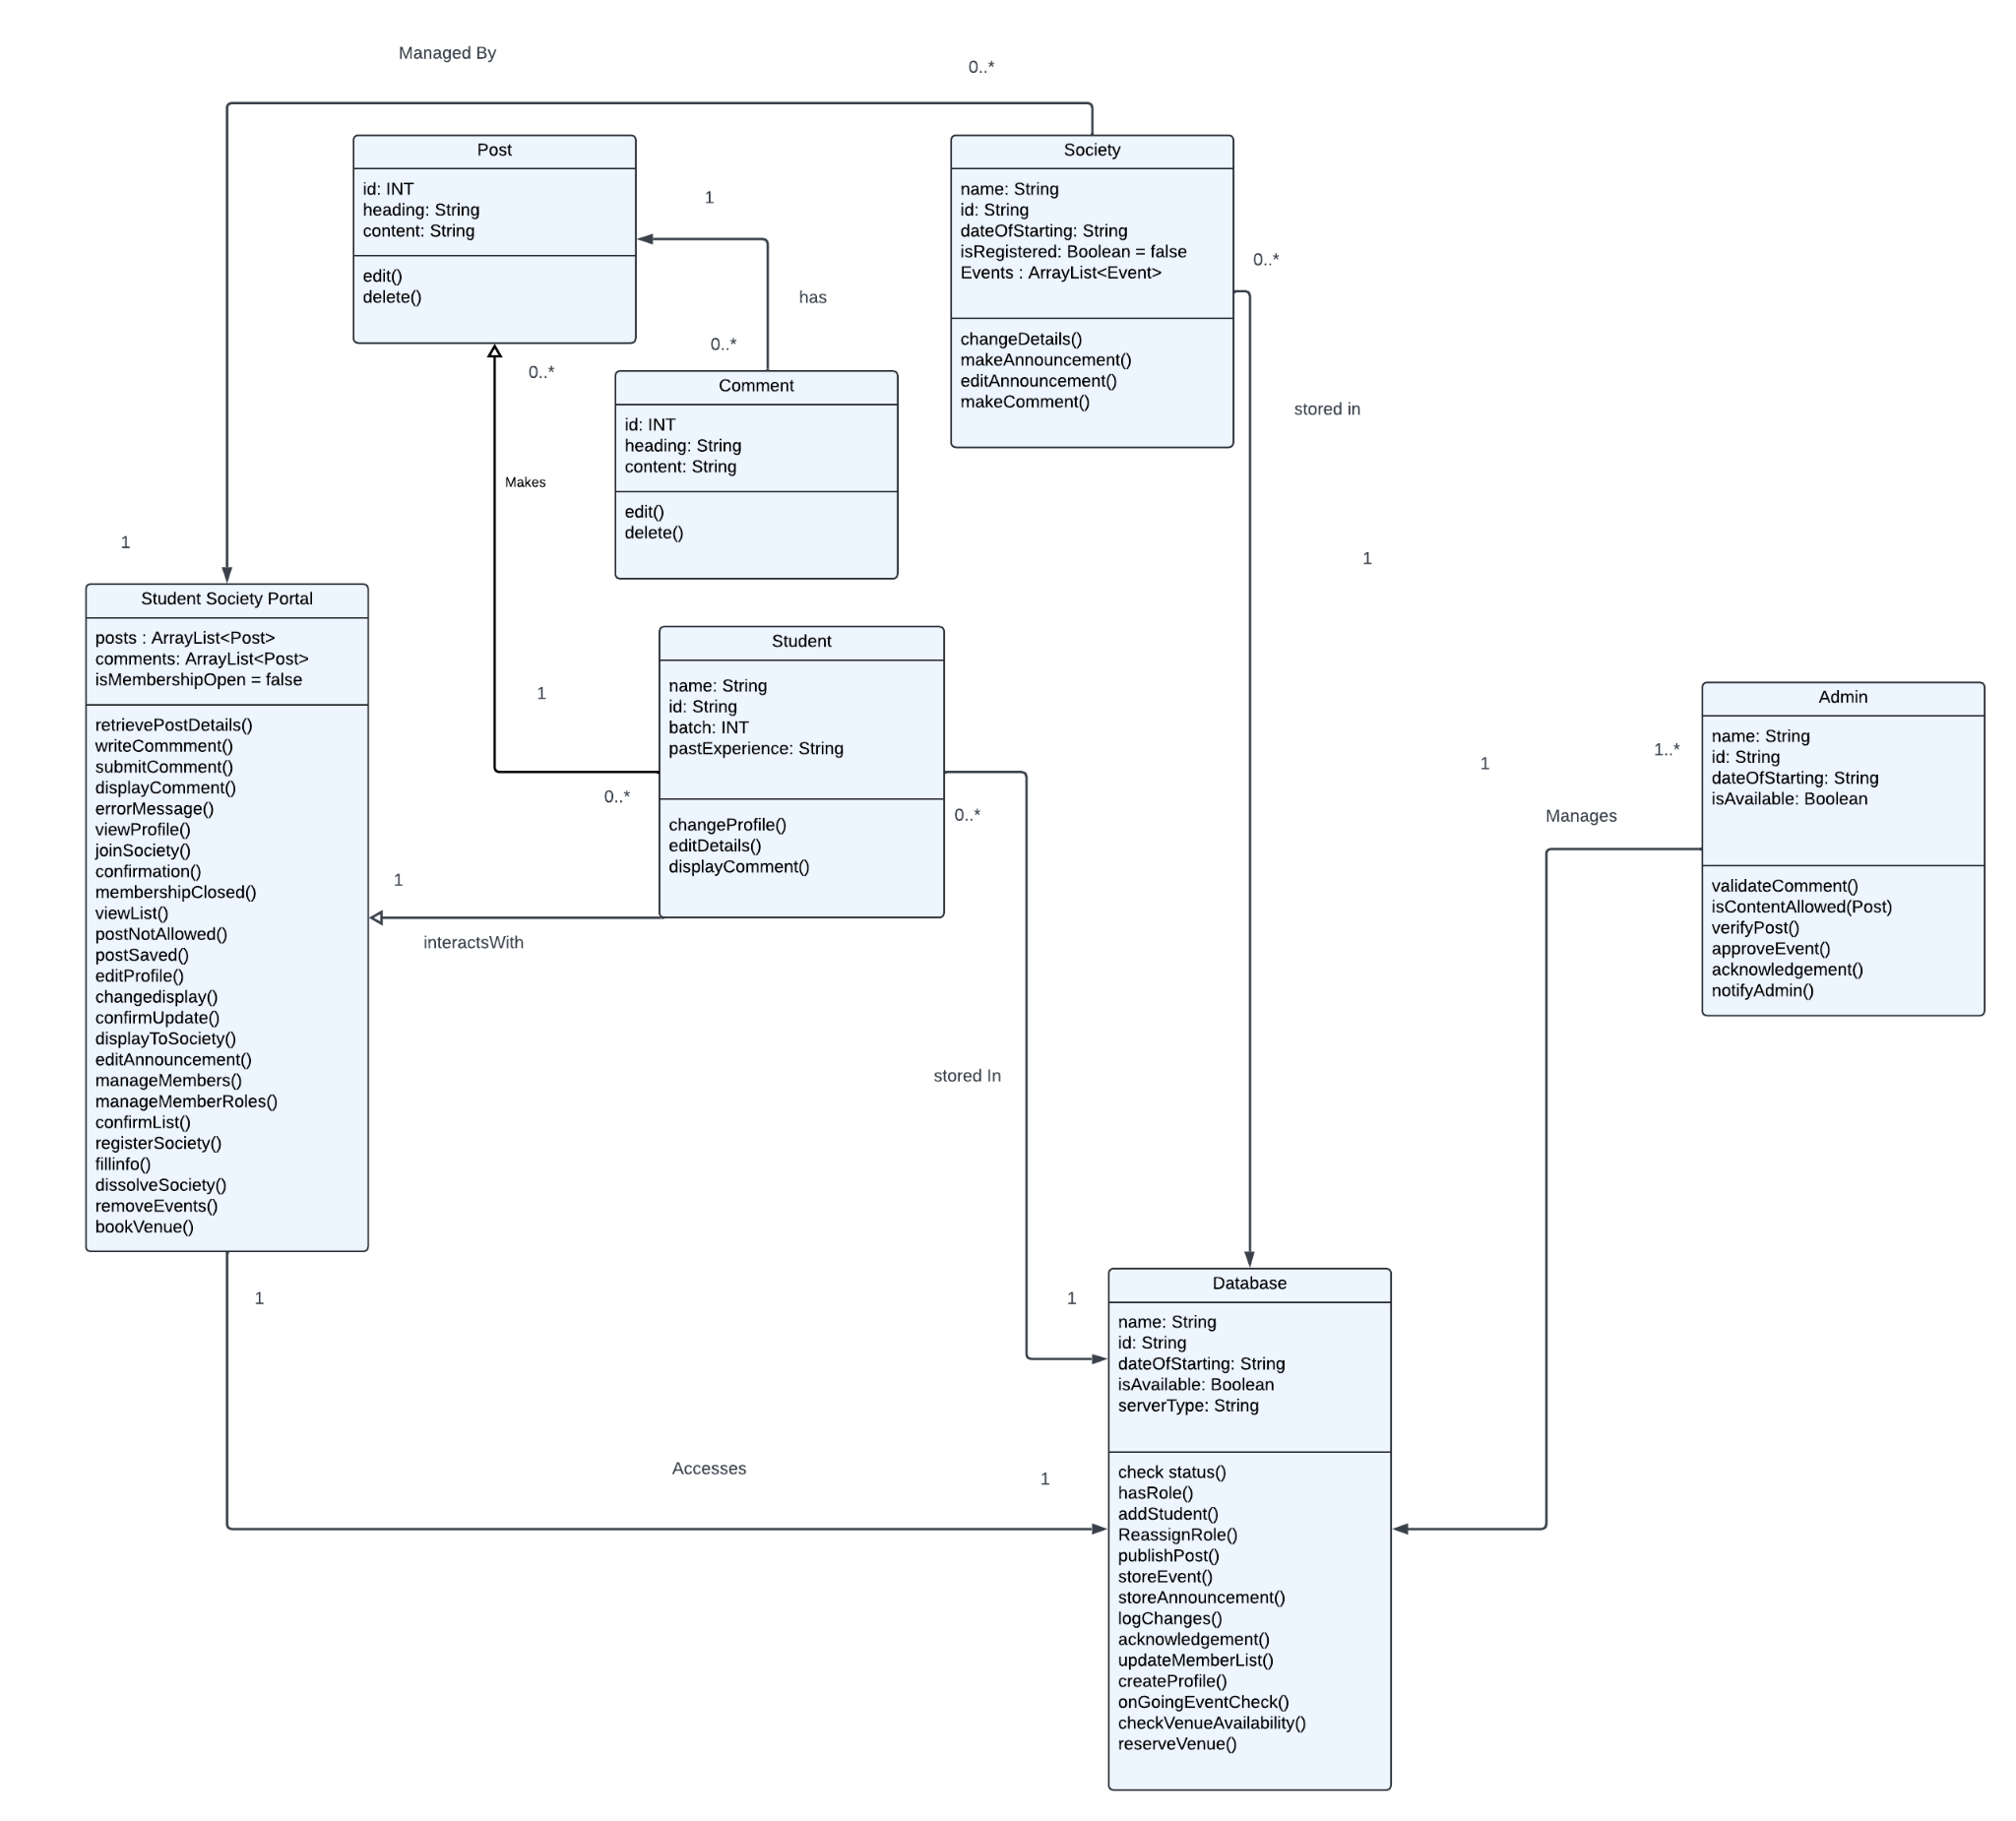 Managed By
0..*
Post
id: INT
heading: String
content: String
edit()
delete()
1
has
0..*
0..*
Makes
1
Comment
id: INT
heading: String
content: String
edit()
delete()
Society
name: String
id: String
dateOfStarting: String
isRegistered: Boolean = false
Events : ArrayList<Event>
changeDetails()
makeAnnouncement()
editAnnouncement()
makeComment()
0..*
stored in
1
1
Student Society Portal
posts : ArrayList<Post>
comments: ArrayList<Post>
isMembershipOpen = false
retrievePostDetails()
writeCommment()
submitComment()
displayComment()
errorMessage()
viewProfile()
joinSociety()
confirmation()
membershipClosed()
viewList()
postNotAllowed()
postSaved()
editProfile()
changedisplay()
confirmUpdate()
displayToSociety()
editAnnouncement()
manageMembers()
manageMemberRoles()
confirmList()
registerSociety()
fillinfo()
dissolveSociety()
removeEvents()
bookVenue()
Student
name: String
id: String
batch: INT
pastExperience: String
changeProfile()
editDetails()
displayComment()
0..*
1
interactsWith
0..*
stored In
1
Admin
name: String
id: String
dateOfStarting: String
isAvailable: Boolean
validateComment()
isContentAllowed(Post)
verifyPost()
approveEvent()
acknowledgement()
notifyAdmin()
1..*
1
Manages
1
Accesses
1
Database
name: String
id: String
dateOfStarting: String
isAvailable: Boolean
serverType: String
check status()
hasRole()
addStudent()
ReassignRole()
publishPost()
storeEvent()
storeAnnouncement()
logChanges()
acknowledgement()
updateMemberList()
createProfile()
onGoingEventCheck()
checkVenueAvailability()
reserveVenue()